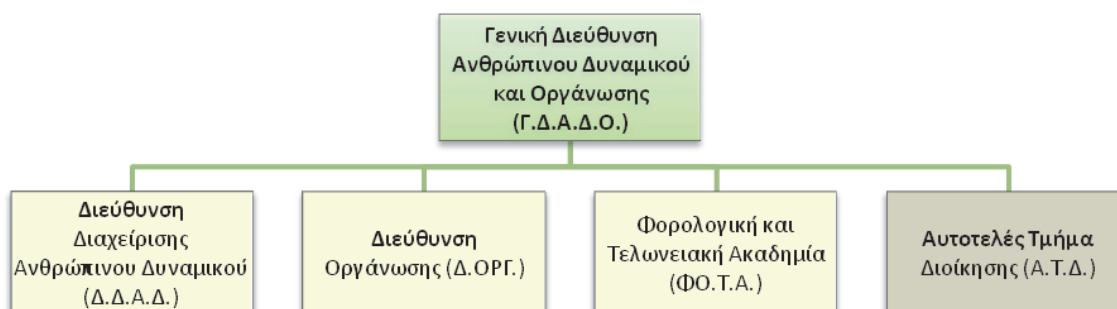 Γενική Διεύθυνση
Ανθρώπινου Δυναμικού
και Οργάνωσης
(Γ.Δ.Α.Δ.Ο.)
Διεύθυνση
Διαχείρισης
Ανθρώπινου Δυναμικού
(Δ.Δ.Α.Δ.)
Διεύθυνση
Οργάνωσης (Δ.ΟΡΓ.)
Φορολογική και
Τελωνειακή Ακαδημία
(ΦΟ.Τ.Α.)
Αυτοτελές Τμήμα
Διοίκησης (Α.Τ.Δ.)